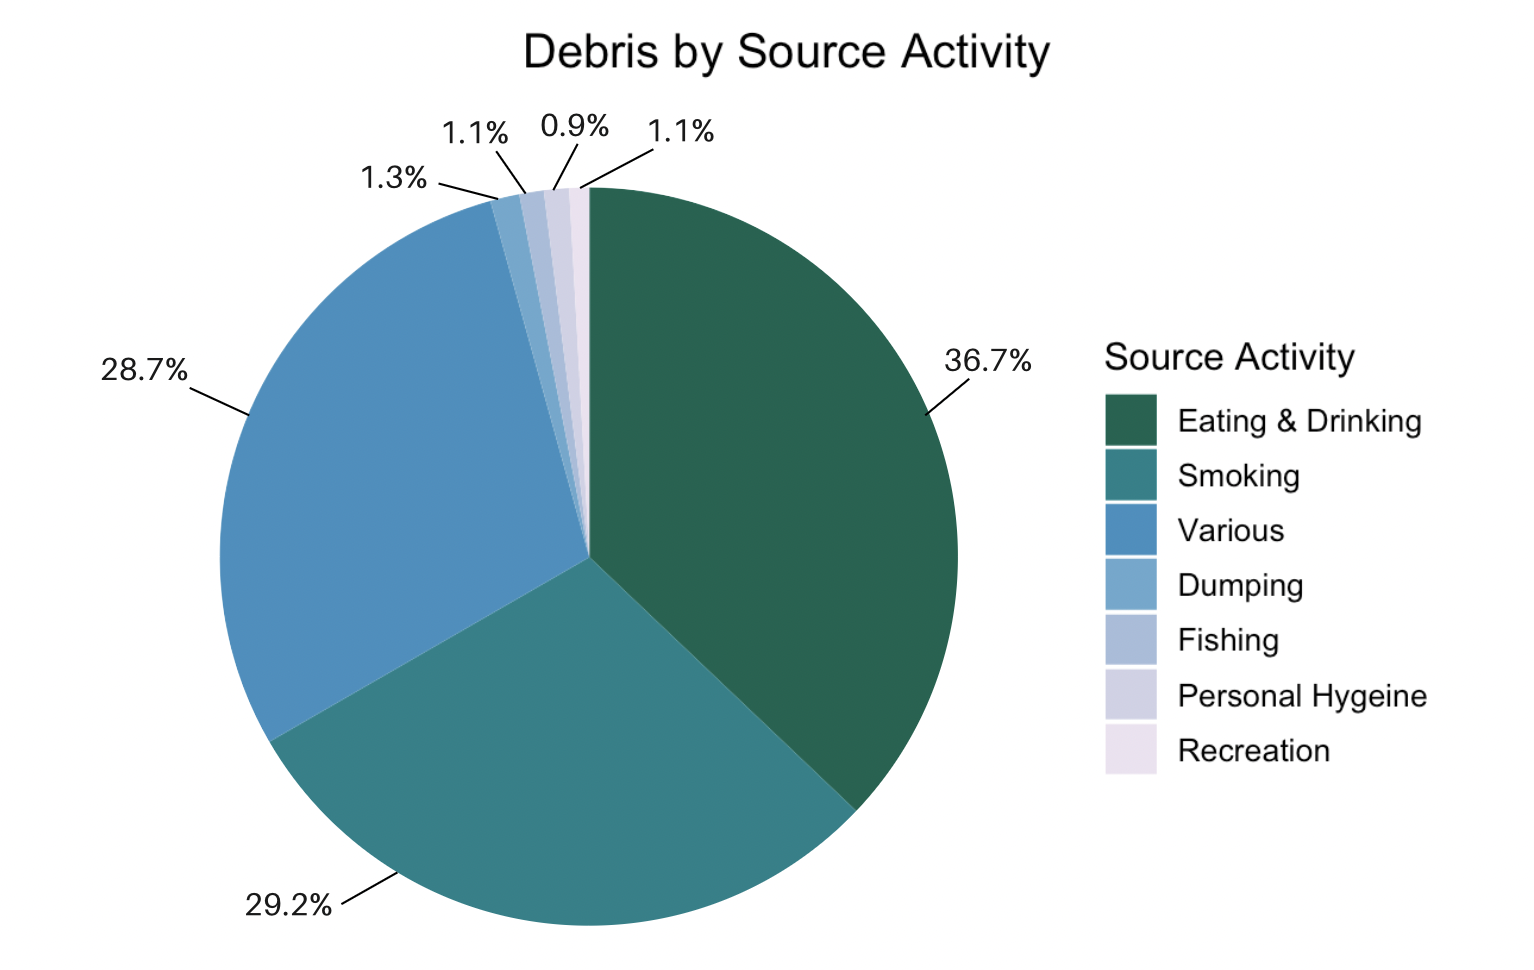 Debris by Source Activity
1.1%
0.9%
1.1%
1.3%
28.7%
36.7%
29.2%
Source Activity
Eating & Drinking
Smoking
Various
Dumping
Fishing
Personal Hygeine
Recreation